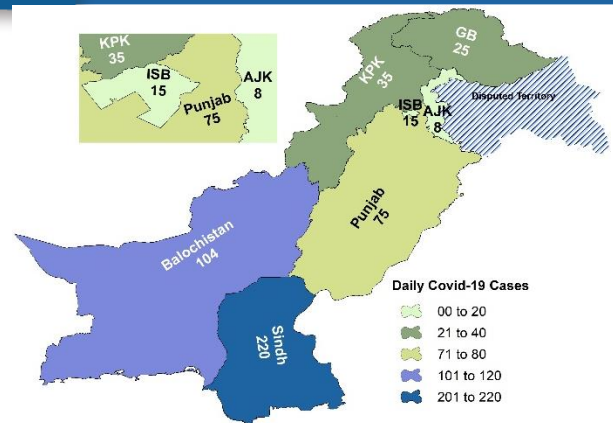 KPK
35
ISB
15
Punjab
75
AJK
8
GB
25
KPK
35
ISB
15
AJK
8
Disputed Territory
Punjab
75
Balochistan
104
Sindh
220
Daily Covid-19 Cases
00 to 20
21 to 40
71 to 80
101 to 120
201 to 220